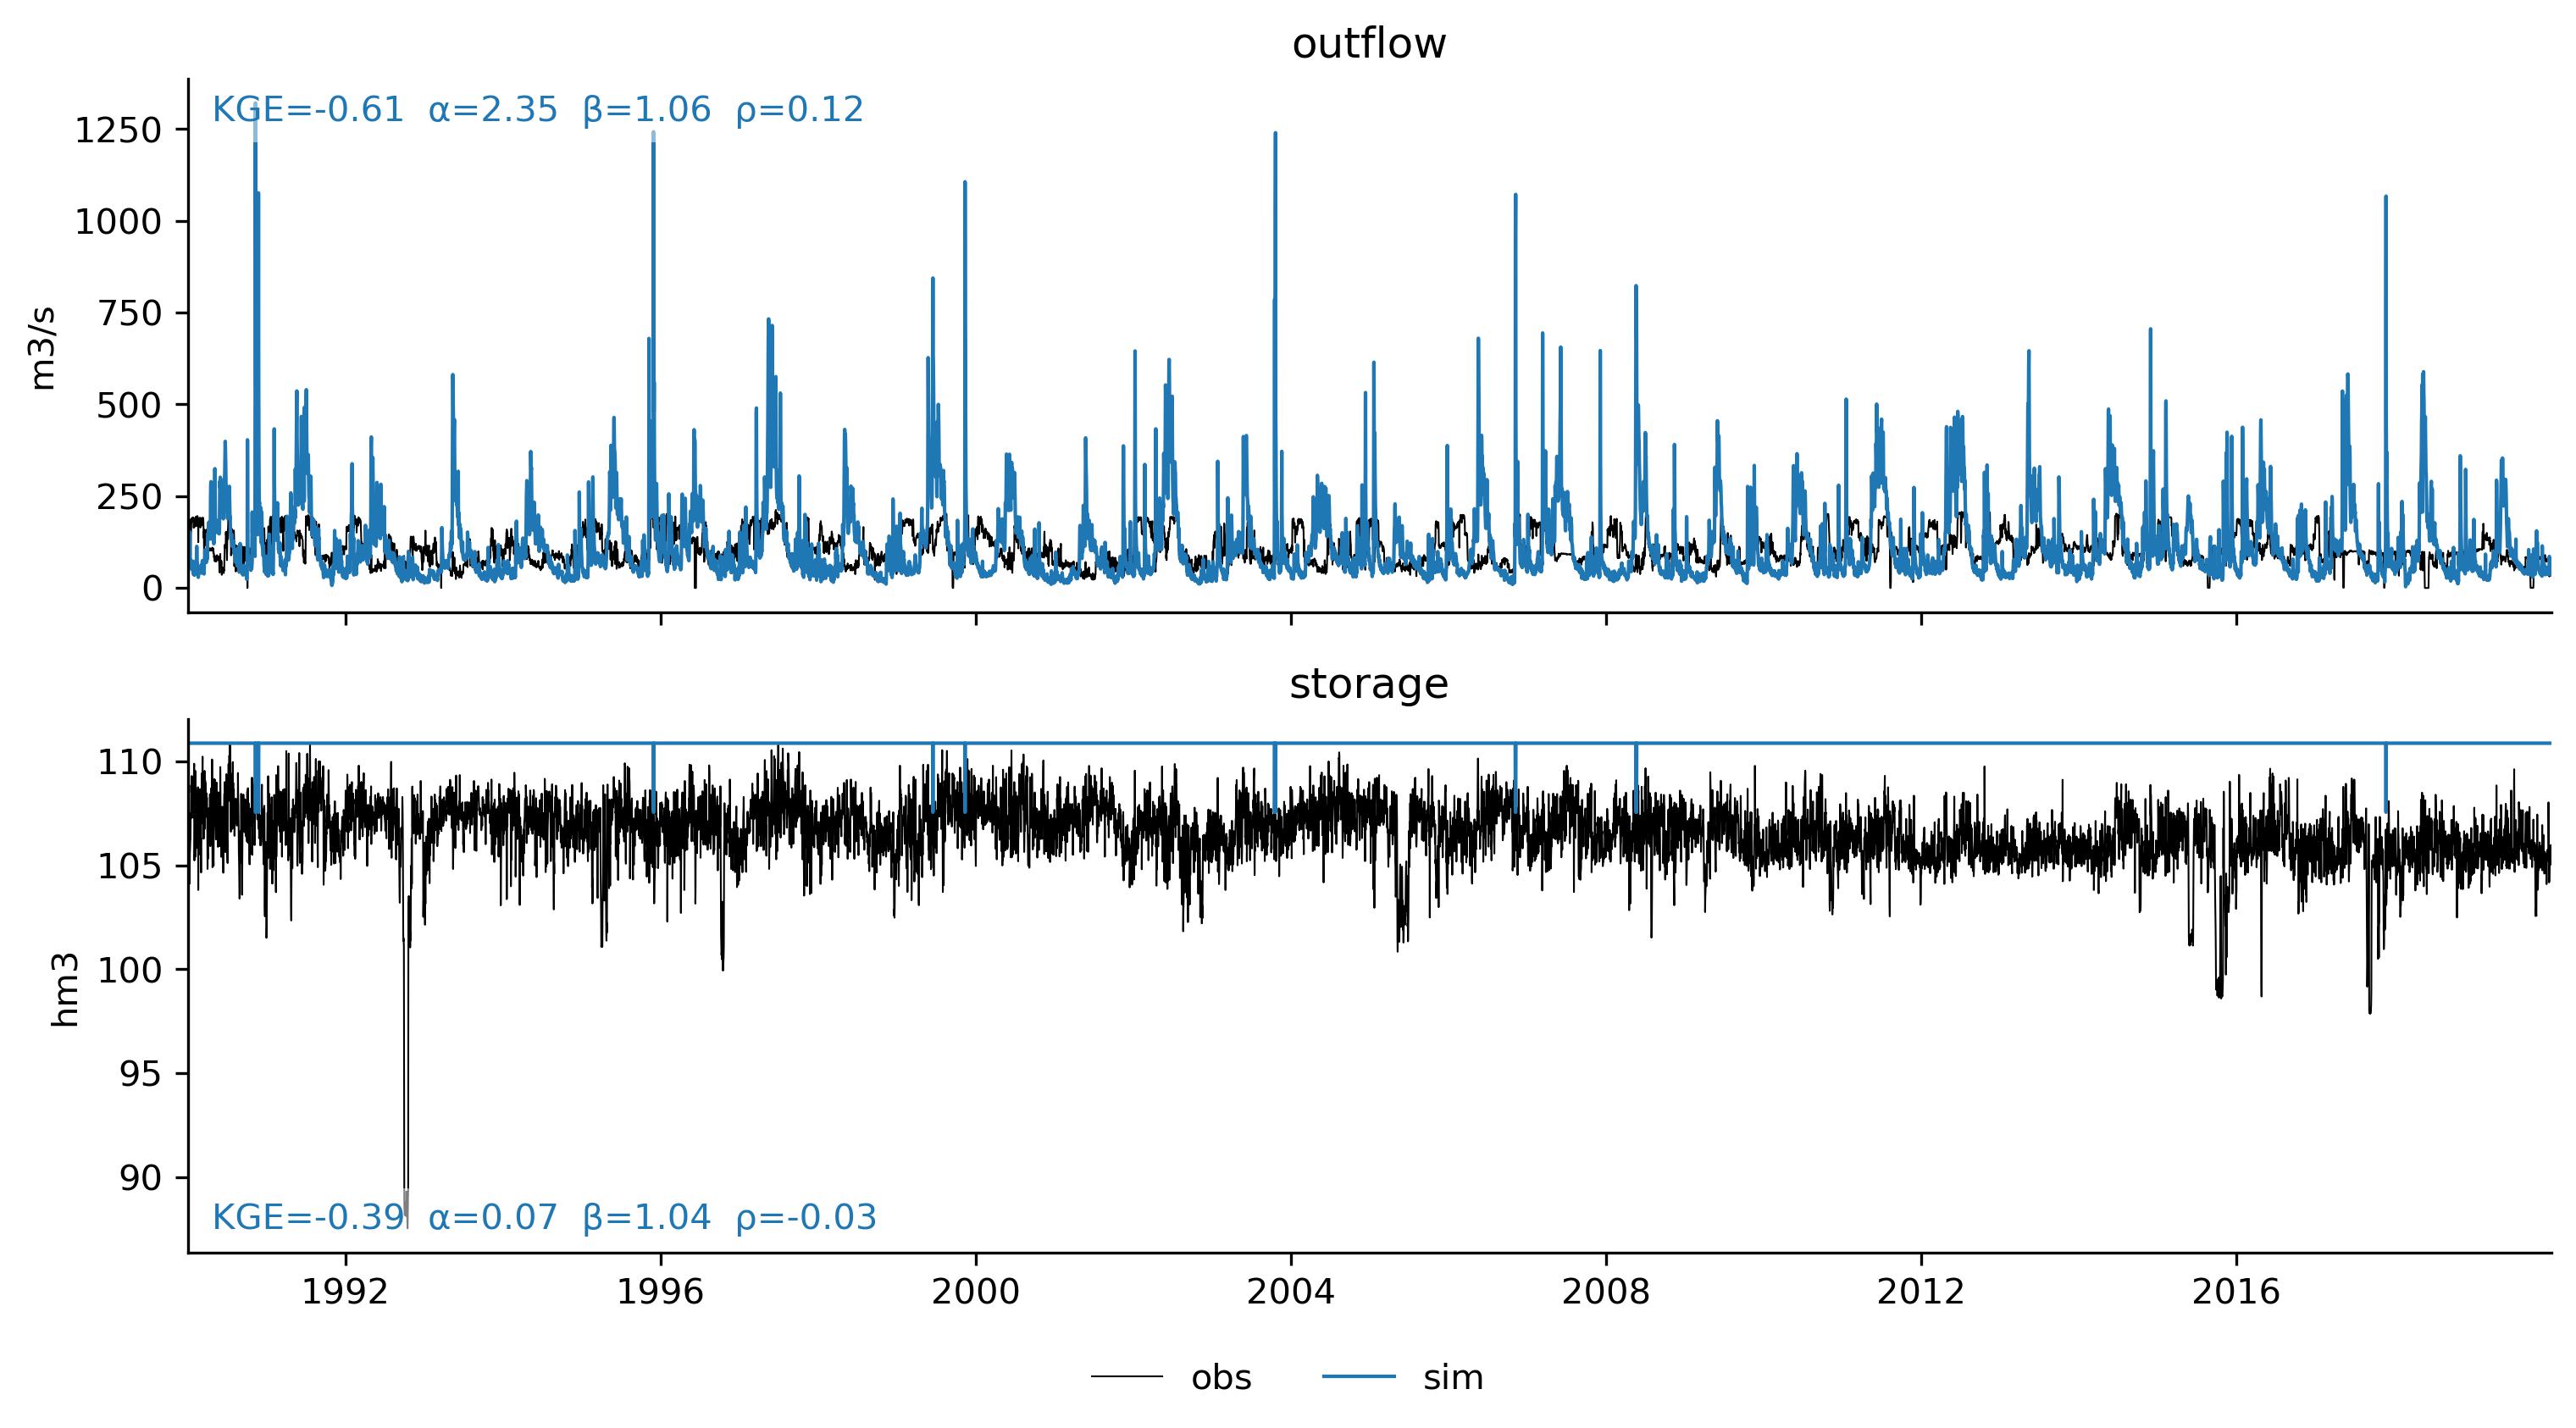 outflow
KGE=-0.61 α=2.35 β=1.06 ρ=0.12
1250
1000
750
500
250
0
m3/s
storage
110
105
100
95
90
hm3
KGE=-0.39 α=0.07 β=1.04 ρ=-0.03
1992 1996 2000 2004 2008 2012 2016
obs sim